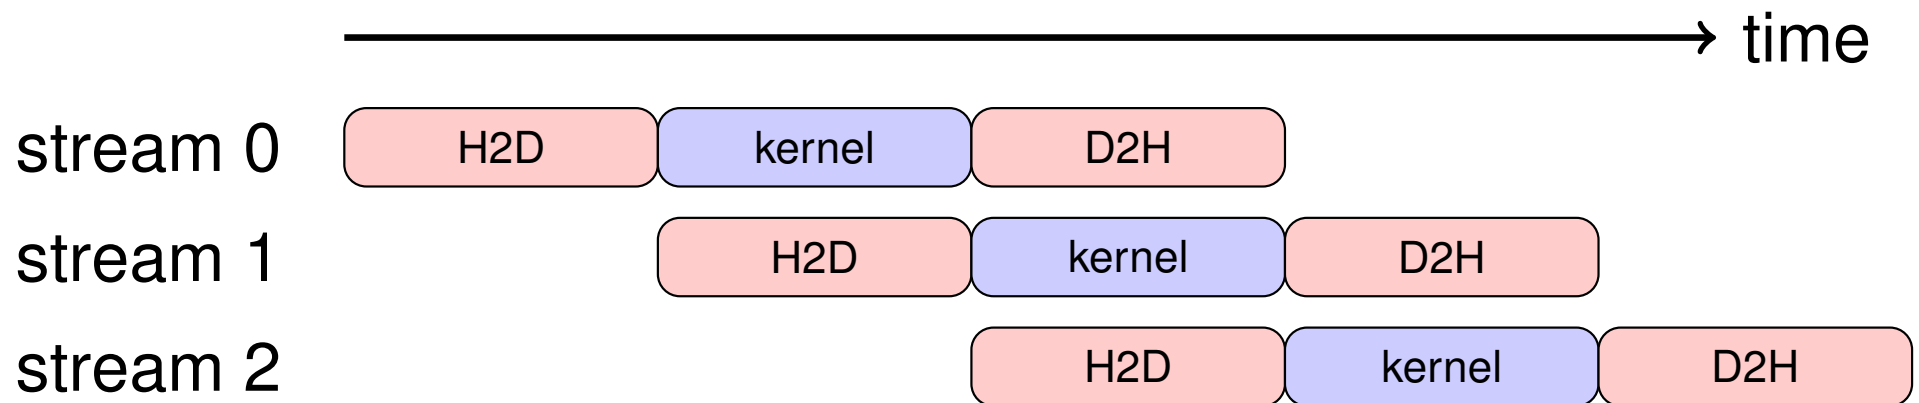 time
stream 0 H2D kernel D2H
stream 1 H2D kernel D2H
stream 2 H2D kernel D2H